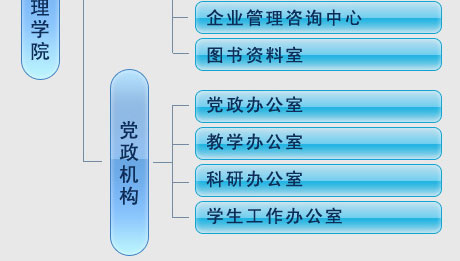 理学院
企业管理咨询中心
图书资料室
党政机构
党政办公室
教学办公室
科研办公室
学生工作办公室